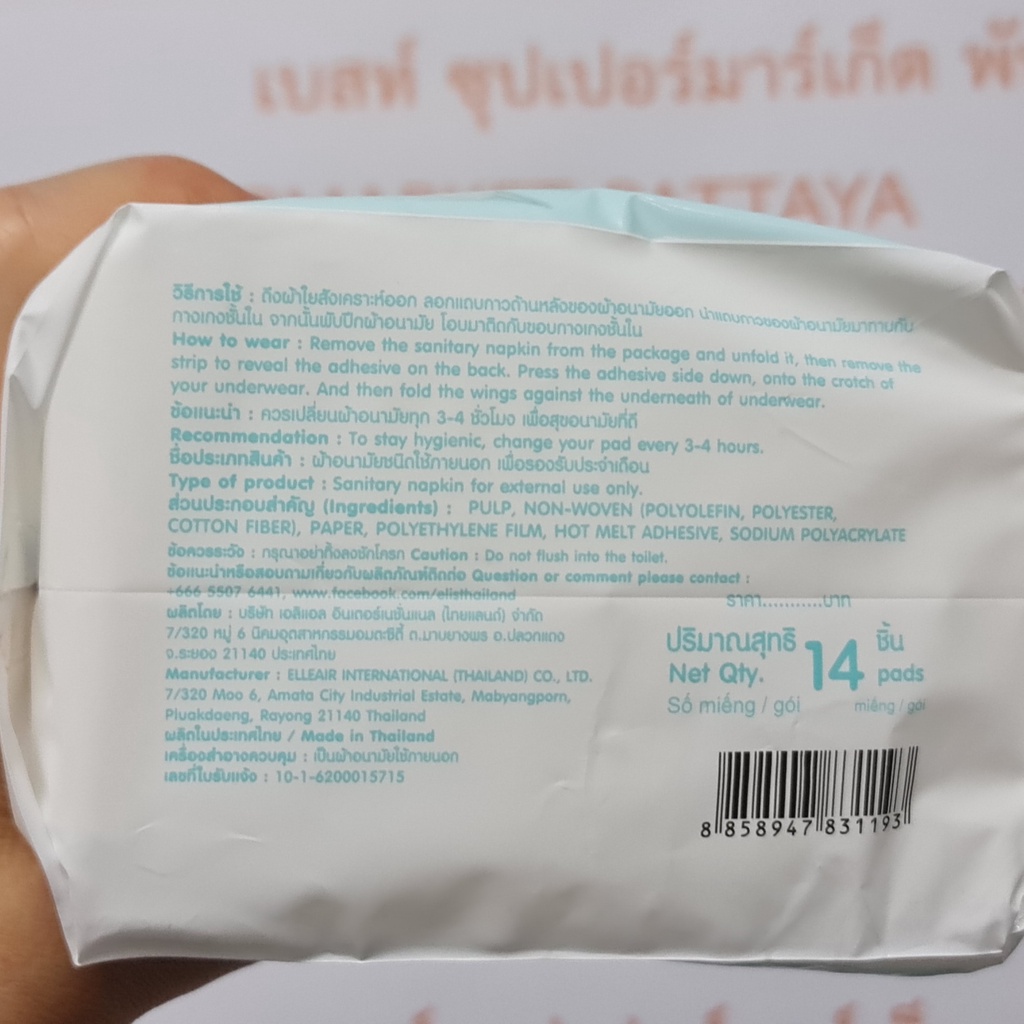 เบสท์ ซุปเปอร์มาร์เก็ต
PATTAYA
วิธีการใช้ : ดึงผ้าใยสังเคราะห์ออก ลอกแถบกาวด้านหลังของผ้าอนามัยออก นำแถบกาวของผ้าอนามัยมาทาบกับ
กางเกงชั้นใน จากนั้นพับปีกผ้าอนามัย โอบมาติดกับขอบกางเกงชั้นใน
How to wear : Remove the sanitary napkin from the package and unfold it, then remove the
strip to reveal the adhesive on the back. Press the adhesive side down, onto the crotch of
your underwear. And then fold the wings against the underneath of underwear.
ข้อแนะนำ : ควรเปลี่ยนผ้าอนามัยทุก 3-4 ชั่วโมง เพื่อสุขอนามัยที่ดี
Recommendation : To stay hygienic, change your pad every 3-4 hours.
ชื่อประเภทสินค้า : ผ้าอนามัยชนิดใช้ภายนอก เพื่อรองรับประจำเดือน
Type of product : Sanitary napkin for external use only.
ส่วนประกอบสำคัญ (Ingredients) : PULP, NON-WOVEN (POLYOLEFIN, POLYESTER,
COTTON FIBER), PAPER, POLYETHYLENE FILM, HOT MELT ADHESIVE, SODIUM POLYACRYLATE
ข้อควรระวัง : กรุณาอย่าทิ้งลงชักโครก Caution : Do not flush into the toilet.
ข้อแนะนำหรือสอบถามเกี่ยวกับผลิตภัณฑ์ติดต่อ Question or comment please contact :
+666 5507 6441, www.facebook.com/elisthailand
ผลิตโดย : บริษัท เอลิแอล อินเตอร์เนชั่นแนล (ไทยแลนด์) จำกัด
7/320 หมู่ 6 นิคมอุตสาหกรรมอมตะซิตี้ ต.มาบยางพร อ.ปลวกแดง
จ.ระยอง 21140 ประเทศไทย
Manufacturer : ELLEAIR INTERNATIONAL (THAILAND) CO., LTD.
7/320 Moo 6, Amata City Industrial Estate, Mabyangporn,
Pluakdaeng, Rayong 21140 Thailand
ผลิตในประเทศไทย / Made in Thailand
เครื่องสำอางควบคุม : เป็นผ้าอนามัยใช้ภายนอก
เลขที่ใบรับแจ้ง : 10-1-6200015715
ราคา...........บาท
ปริมาณสุทธิ 14 ชิ้น
Net Qty. pads
Số miếng / gói miếng / gói
8 858947 831193